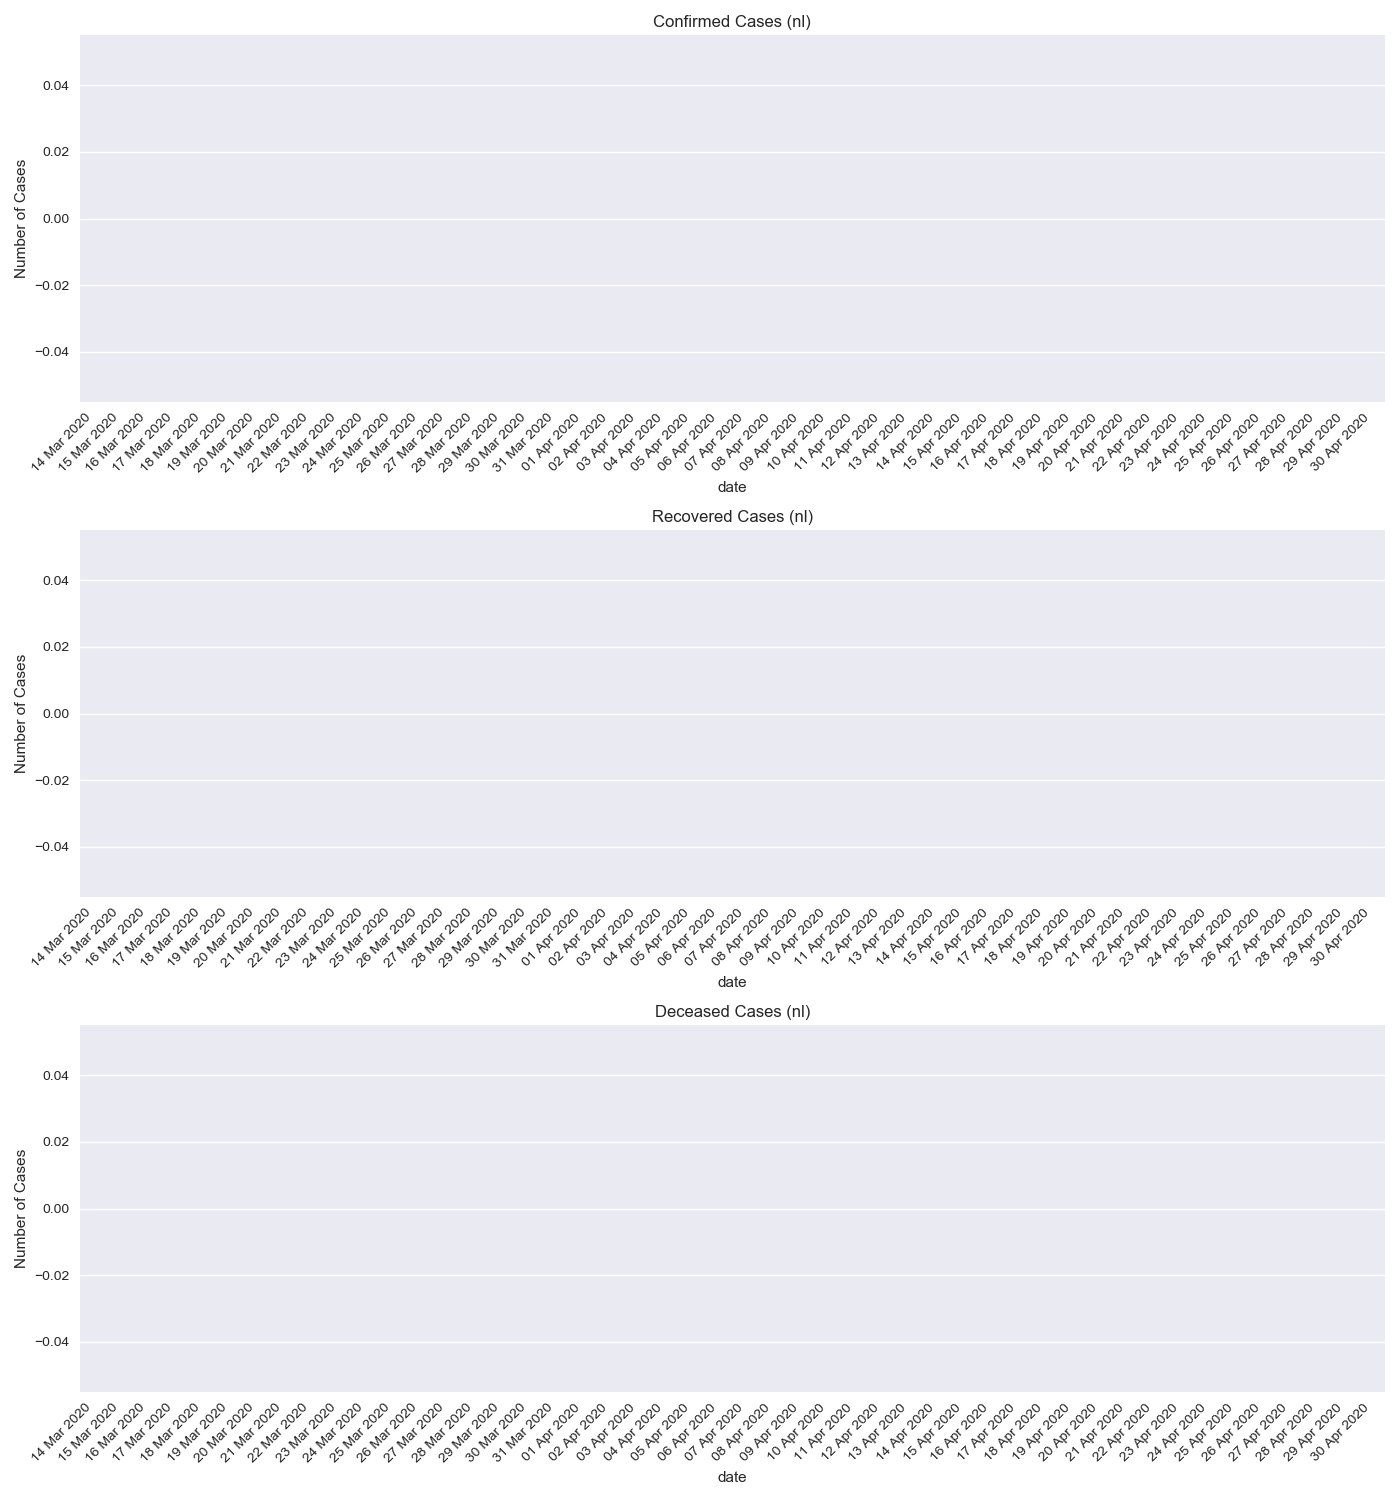 Confirmed Cases (nl)
0.04
0.02
0.00
−0.02
−0.04
Number of Cases
14 Mar 2020
15 Mar 2020
16 Mar 2020
17 Mar 2020
18 Mar 2020
19 Mar 2020
20 Mar 2020
21 Mar 2020
22 Mar 2020
23 Mar 2020
24 Mar 2020
25 Mar 2020
26 Mar 2020
27 Mar 2020
28 Mar 2020
29 Mar 2020
30 Mar 2020
31 Mar 2020
01 Apr 2020
02 Apr 2020
03 Apr 2020
04 Apr 2020
05 Apr 2020
06 Apr 2020
07 Apr 2020
08 Apr 2020
09 Apr 2020
10 Apr 2020
11 Apr 2020
12 Apr 2020
13 Apr 2020
14 Apr 2020
15 Apr 2020
16 Apr 2020
17 Apr 2020
18 Apr 2020
19 Apr 2020
20 Apr 2020
21 Apr 2020
22 Apr 2020
23 Apr 2020
24 Apr 2020
25 Apr 2020
26 Apr 2020
27 Apr 2020
28 Apr 2020
29 Apr 2020
30 Apr 2020
date
Recovered Cases (nl)
0.04
0.02
0.00
−0.02
−0.04
Number of Cases
14 Mar 2020
15 Mar 2020
16 Mar 2020
17 Mar 2020
18 Mar 2020
19 Mar 2020
20 Mar 2020
21 Mar 2020
22 Mar 2020
23 Mar 2020
24 Mar 2020
25 Mar 2020
26 Mar 2020
27 Mar 2020
28 Mar 2020
29 Mar 2020
30 Mar 2020
31 Mar 2020
01 Apr 2020
02 Apr 2020
03 Apr 2020
04 Apr 2020
05 Apr 2020
06 Apr 2020
07 Apr 2020
08 Apr 2020
09 Apr 2020
10 Apr 2020
11 Apr 2020
12 Apr 2020
13 Apr 2020
14 Apr 2020
15 Apr 2020
16 Apr 2020
17 Apr 2020
18 Apr 2020
19 Apr 2020
20 Apr 2020
21 Apr 2020
22 Apr 2020
23 Apr 2020
24 Apr 2020
25 Apr 2020
26 Apr 2020
27 Apr 2020
28 Apr 2020
29 Apr 2020
30 Apr 2020
date
Deceased Cases (nl)
0.04
0.02
0.00
−0.02
−0.04
Number of Cases
14 Mar 2020
15 Mar 2020
16 Mar 2020
17 Mar 2020
18 Mar 2020
19 Mar 2020
20 Mar 2020
21 Mar 2020
22 Mar 2020
23 Mar 2020
24 Mar 2020
25 Mar 2020
26 Mar 2020
27 Mar 2020
28 Mar 2020
29 Mar 2020
30 Mar 2020
31 Mar 2020
01 Apr 2020
02 Apr 2020
03 Apr 2020
04 Apr 2020
05 Apr 2020
06 Apr 2020
07 Apr 2020
08 Apr 2020
09 Apr 2020
10 Apr 2020
11 Apr 2020
12 Apr 2020
13 Apr 2020
14 Apr 2020
15 Apr 2020
16 Apr 2020
17 Apr 2020
18 Apr 2020
19 Apr 2020
20 Apr 2020
21 Apr 2020
22 Apr 2020
23 Apr 2020
24 Apr 2020
25 Apr 2020
26 Apr 2020
27 Apr 2020
28 Apr 2020
29 Apr 2020
30 Apr 2020
date